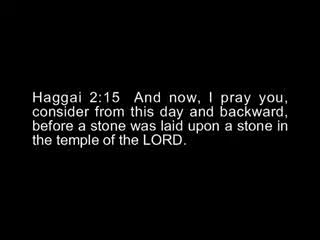 Haggai 2:15  And now, I pray you,
consider from this day and backward,
before a stone was laid upon a stone in
the temple of the LORD.